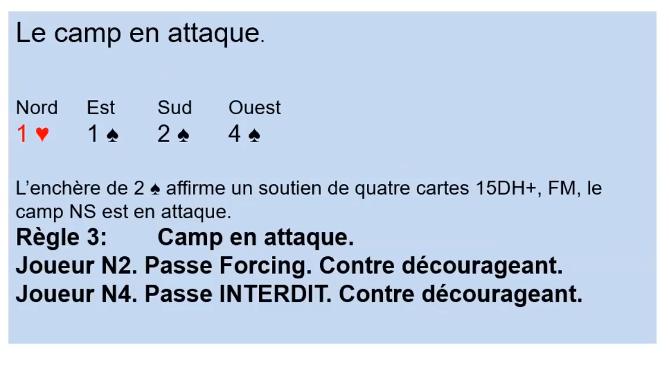 Le camp en attaque.
Nord Est Sud Ouest
1 ♥ 1 ♠ 2 ♠ 4 ♠
L'enchère de 2 ♠ affirme un soutien de quatre cartes 15DH+, FM, le
camp NS est en attaque.
Règle 3: Camp en attaque.
Joueur N2. Passe Forcing. Contre décourageant.
Joueur N4. Passe INTERDIT. Contre décourageant.